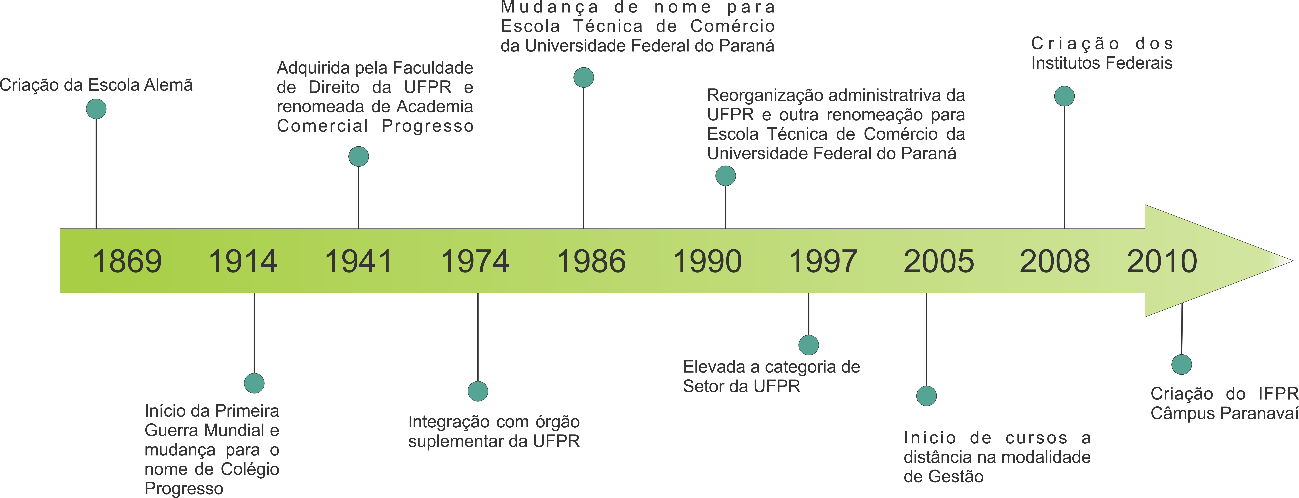 Criação da Escola Alemã
Adquirida pela Faculdade
de Direito da UFPR e
renomeada de Academia
Comercial Progresso
Mudança de nome para
Escola Técnica de Comércio
da Universidade Federal do Paraná
Reorganização administratriva da
UFPR e outra renomeação para
Escola Técnica de Comércio da
Universidade Federal do Paraná
Criação dos
Institutos Federais
1869 1914 1941 1974 1986 1990 1997 2005 2008 2010
Início da Primeira
Guerra Mundial e
mudança para o
nome de Colégio
Progresso
Integração com órgão
suplementar da UFPR
Elevada a categoria de
Setor da UFPR
Início de cursos a
distância na modalidade
de Gestão
Criação do IFPR
Câmpus Paranavaí